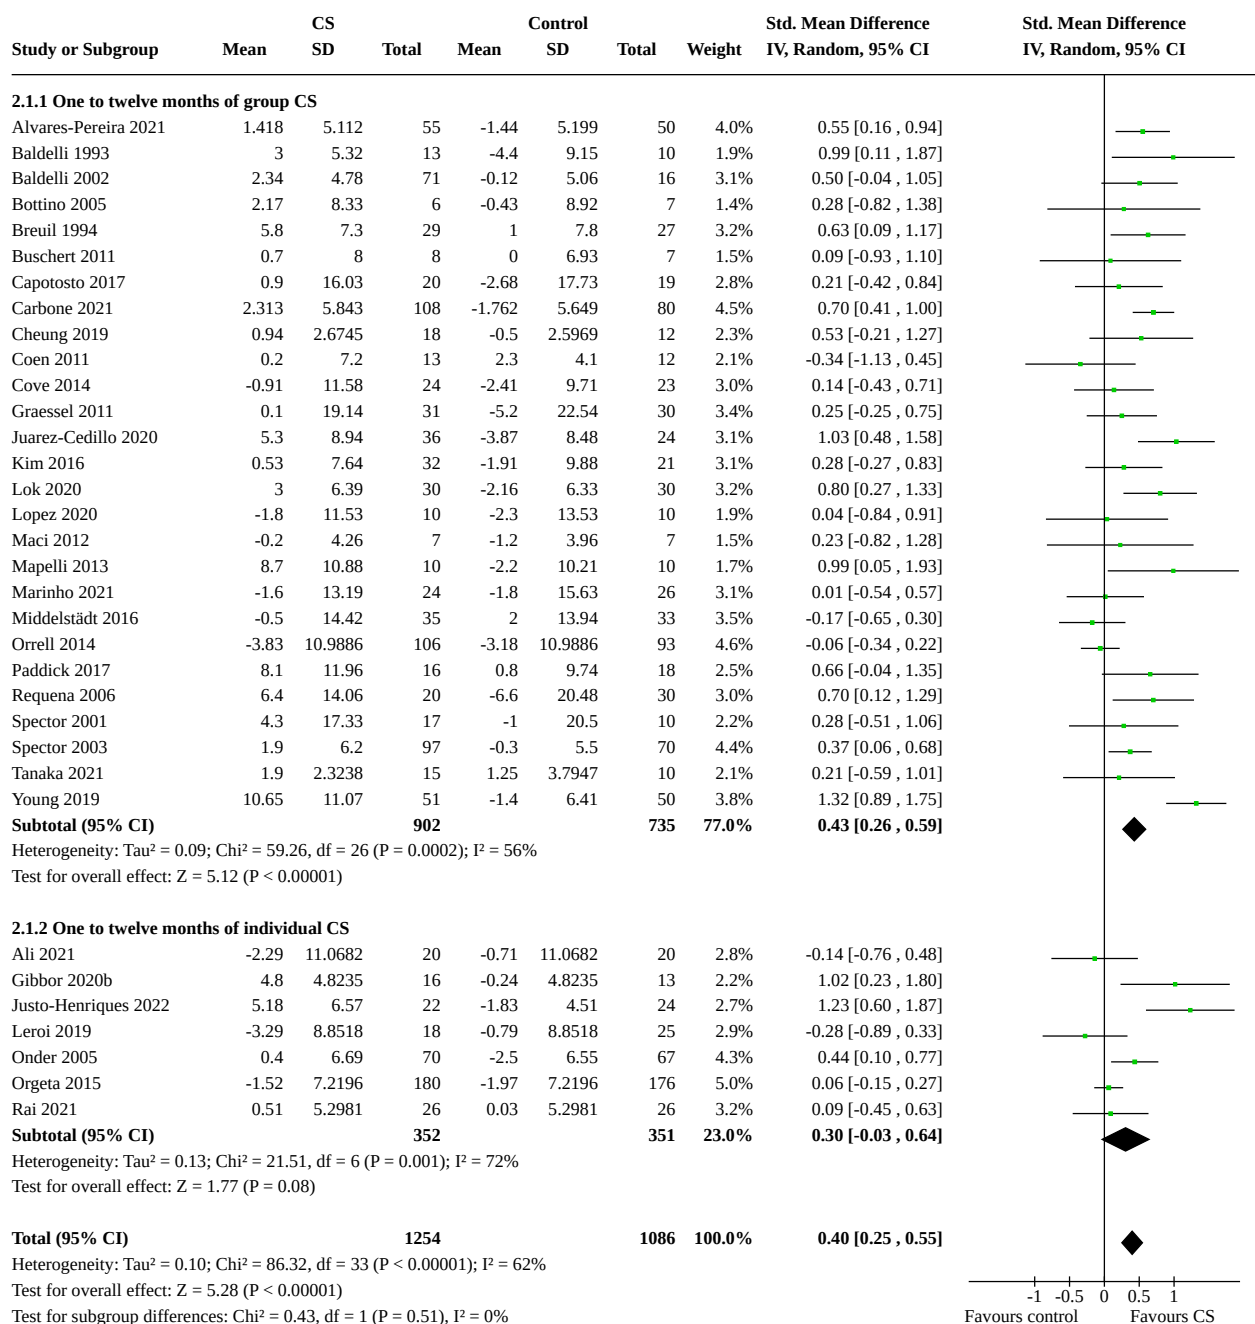 CS Control Std. Mean Difference Std. Mean Difference
Study or Subgroup Mean SD Total Mean SD Total Weight IV, Random, 95% CI IV, Random, 95% CI
2.1.1 One to twelve months of group CS
Alvares-Pereira 2021 1.418 5.112 55 -1.44 5.199 50 4.0% 0.55 [0.16 , 0.94]
Baldelli 1993 3 5.32 13 -4.4 9.15 10 1.9% 0.99 [0.11 , 1.87]
Baldelli 2002 2.34 4.78 71 -0.12 5.06 16 3.1% 0.50 [-0.04 , 1.05]
Bottino 2005 2.17 8.33 6 -0.43 8.92 7 1.4% 0.28 [-0.82 , 1.38]
Breuil 1994 5.8 7.3 29 1 7.8 27 3.2% 0.63 [0.09 , 1.17]
Buschert 2011 0.7 8 8 0 6.93 7 1.5% 0.09 [-0.93 , 1.10]
Capotosto 2017 0.9 16.03 20 -2.68 17.73 19 2.8% 0.21 [-0.42 , 0.84]
Carbone 2021 2.313 5.843 108 -1.762 5.649 80 4.5% 0.70 [0.41 , 1.00]
Cheung 2019 0.94 2.6745 18 -0.5 2.5969 12 2.3% 0.53 [-0.21 , 1.27]
Coen 2011 0.2 7.2 13 2.3 4.1 12 2.1% -0.34 [-1.13 , 0.45]
Cove 2014 -0.91 11.58 24 -2.41 9.71 23 3.0% 0.14 [-0.43 , 0.71]
Graessel 2011 0.1 19.14 31 -5.2 22.54 30 3.4% 0.25 [-0.25 , 0.75]
Juarez-Cedillo 2020 5.3 8.94 36 -3.87 8.48 24 3.1% 1.03 [0.48 , 1.58]
Kim 2016 0.53 7.64 32 -1.91 9.88 21 3.1% 0.28 [-0.27 , 0.83]
Lok 2020 3 6.39 30 -2.16 6.33 30 3.2% 0.80 [0.27 , 1.33]
Lopez 2020 -1.8 11.53 10 -2.3 13.53 10 1.9% 0.04 [-0.84 , 0.91]
Maci 2012 -0.2 4.26 7 -1.2 3.96 7 1.5% 0.23 [-0.82 , 1.28]
Mapelli 2013 8.7 10.88 10 -2.2 10.21 10 1.7% 0.99 [0.05 , 1.93]
Marinho 2021 -1.6 13.19 24 -1.8 15.63 26 3.1% 0.01 [-0.54 , 0.57]
Middelstädt 2016 -0.5 14.42 35 2 13.94 33 3.5% -0.17 [-0.65 , 0.30]
Orrell 2014 -3.83 10.9886 106 -3.18 10.9886 93 4.6% -0.06 [-0.34 , 0.22]
Paddick 2017 8.1 11.96 16 0.8 9.74 18 2.5% 0.66 [-0.04 , 1.35]
Requena 2006 6.4 14.06 20 -6.6 20.48 30 3.0% 0.70 [0.12 , 1.29]
Spector 2001 4.3 17.33 17 -1 20.5 10 2.2% 0.28 [-0.51 , 1.06]
Spector 2003 1.9 6.2 97 -0.3 5.5 70 4.4% 0.37 [0.06 , 0.68]
Tanaka 2021 1.9 2.3238 15 1.25 3.7947 10 2.1% 0.21 [-0.59 , 1.01]
Young 2019 10.65 11.07 51 -1.4 6.41 50 3.8% 1.32 [0.89 , 1.75]
Subtotal (95% CI) 902 735 77.0% 0.43 [0.26 , 0.59]
Heterogeneity: Tau² = 0.09; Chi² = 59.26, df = 26 (P = 0.0002); I² = 56%
Test for overall effect: Z = 5.12 (P < 0.00001)
2.1.2 One to twelve months of individual CS
Ali 2021 -2.29 11.0682 20 -0.71 11.0682 20 2.8% -0.14 [-0.76 , 0.48]
Gibbor 2020b 4.8 4.8235 16 -0.24 4.8235 13 2.2% 1.02 [0.23 , 1.80]
Justo-Henriques 2022 5.18 6.57 22 -1.83 4.51 24 2.7% 1.23 [0.60 , 1.87]
Leroi 2019 -3.29 8.8518 18 -0.79 8.8518 25 2.9% -0.28 [-0.89 , 0.33]
Onder 2005 0.4 6.69 70 -2.5 6.55 67 4.3% 0.44 [0.10 , 0.77]
Orgeta 2015 -1.52 7.2196 180 -1.97 7.2196 176 5.0% 0.06 [-0.15 , 0.27]
Rai 2021 0.51 5.2981 26 0.03 5.2981 26 3.2% 0.09 [-0.45 , 0.63]
Subtotal (95% CI) 352 351 23.0% 0.30 [-0.03 , 0.64]
Heterogeneity: Tau² = 0.13; Chi² = 21.51, df = 6 (P = 0.001); I² = 72%
Test for overall effect: Z = 1.77 (P = 0.08)
Total (95% CI) 1254 1086 100.0% 0.40 [0.25 , 0.55]
Heterogeneity: Tau² = 0.10; Chi² = 86.32, df = 33 (P < 0.00001); I² = 62%
Test for overall effect: Z = 5.28 (P < 0.00001)
-1 -0.5 0 0.5 1
Test for subgroup differences: Chi² = 0.43, df = 1 (P = 0.51), I² = 0% Favours control Favours CS